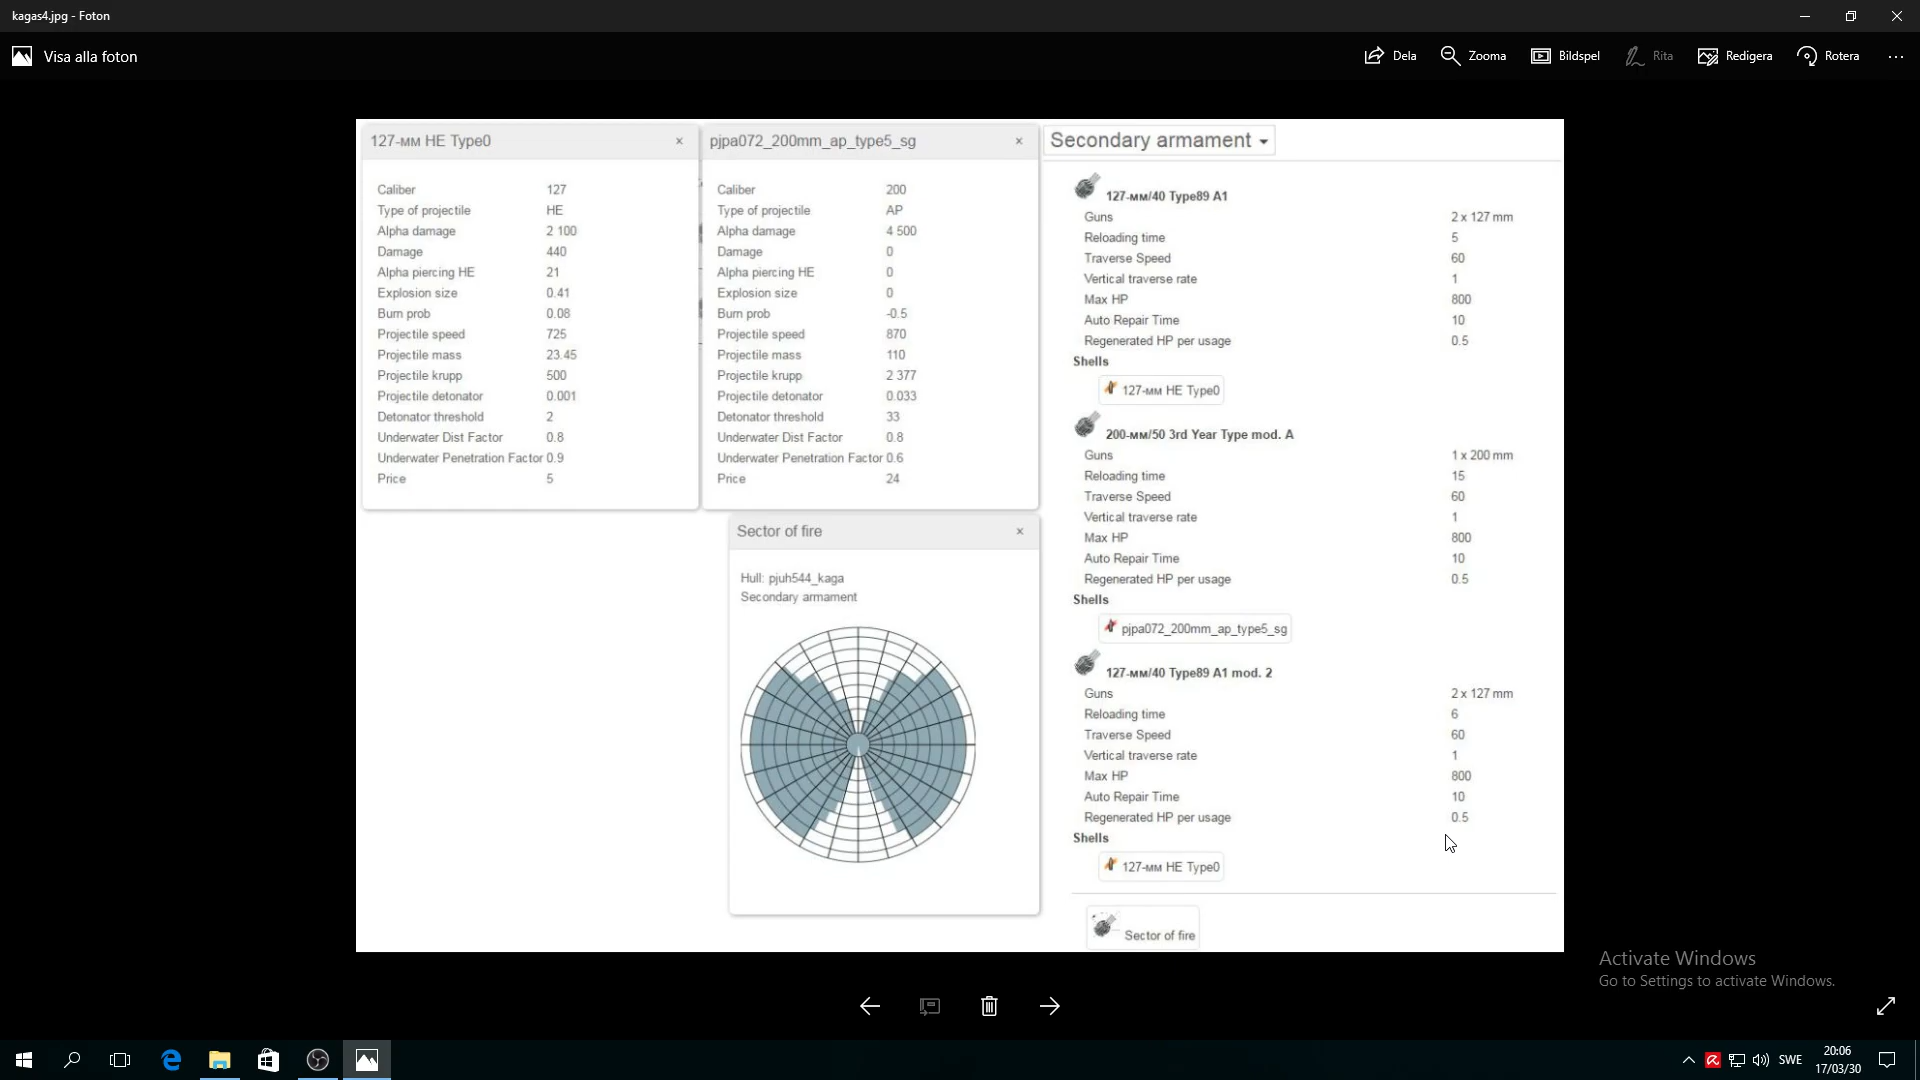 kagas4.jpg - Foton
Visa alla foton
Dela
Zooma
Bildspel
Rita
Redigera
Rotera
127-мм HE Type0
Caliber 127
Type of projectile HE
Alpha damage 2 100
Damage 440
Alpha piercing HE 21
Explosion size 0.41
Burn prob 0.08
Projectile speed 725
Projectile mass 23.45
Projectile krupp 500
Projectile detonator 0.001
Detonator threshold 2
Underwater Dist Factor 0.8
Underwater Penetration Factor 0.9
Price 5
pjpa072_200mm_ap_type5_sg
Caliber 200
Type of projectile AP
Alpha damage 4 500
Damage 0
Alpha piercing HE 0
Explosion size 0
Burn prob -0.5
Projectile speed 870
Projectile mass 110
Projectile krupp 2 377
Projectile detonator 0.033
Detonator threshold 33
Underwater Dist Factor 0.8
Underwater Penetration Factor 0.6
Price 24
Sector of fire
Hull: pjuh544_kaga
Secondary armament
Secondary armament
127-мм/40 Type89 A1
Guns 2 x 127 mm
Reloading time 5
Traverse Speed 60
Vertical traverse rate 1
Max HP 800
Auto Repair Time 10
Regenerated HP per usage 0.5
Shells
127-мм HE Type0
200-мм/50 3rd Year Type mod. A
Guns 1 x 200 mm
Reloading time 15
Traverse Speed 60
Vertical traverse rate 1
Max HP 800
Auto Repair Time 10
Regenerated HP per usage 0.5
Shells
pjpa072_200mm_ap_type5_sg
127-мм/40 Type89 A1 mod. 2
Guns 2 x 127 mm
Reloading time 6
Traverse Speed 60
Vertical traverse rate 1
Max HP 800
Auto Repair Time 10
Regenerated HP per usage 0.5
Shells
127-мм HE Type0
Sector of fire
Activate Windows
Go to Settings to activate Windows.
SWE
20:06
17/03/30